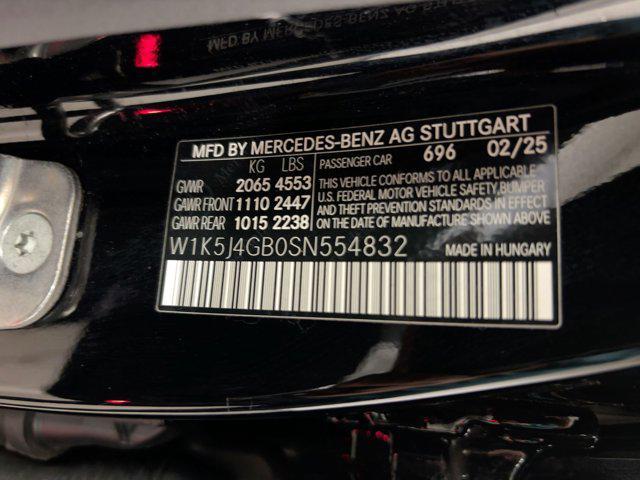 MFD BY MERCEDES-BENZ AG STUTTGART
KG LBS PASSENGER CAR 696 02/25
GVWR 2065 4553
GAWR FRONT 1110 2447
GAWR REAR 1015 2238
THIS VEHICLE CONFORMS TO ALL APPLICABLE
U.S. FEDERAL MOTOR VEHICLE SAFETY, BUMPER
AND THEFT PREVENTION STANDARDS IN EFFECT
ON DATE OF MANUFACTURE SHOWN ABOVE.
W1K5J4GB0SN554832 MADE IN HUNGARY